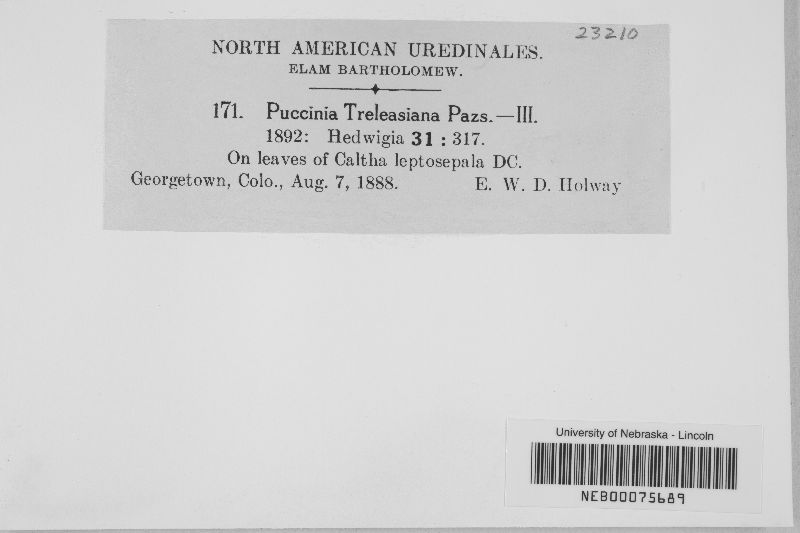 23210
NORTH AMERICAN UREDINALES.
ELAM BARTHOLOMEW.
171. Puccinia Treleasiana Pazs.—III.
1892: Hedwigia 31 : 317.
On leaves of Caltha leptosepala DC.
Georgetown, Colo., Aug. 7, 1888. E. W. D. Holway
University of Nebraska - Lincoln
NEB00075689